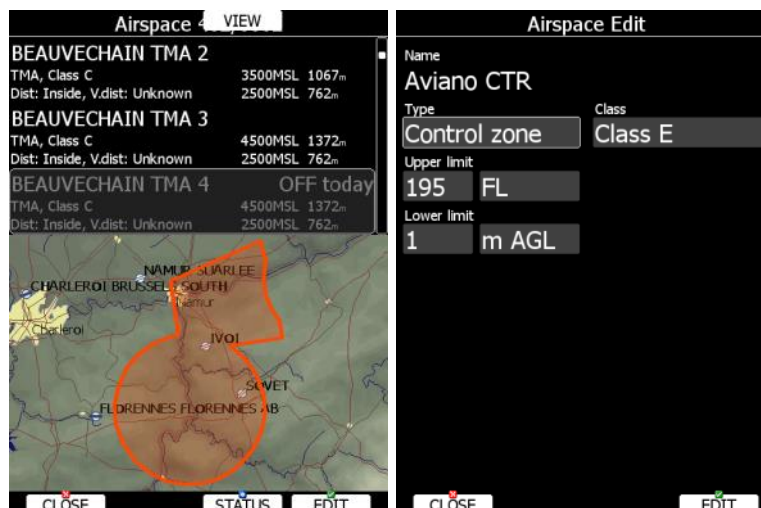 Airspace
VIEW
BEAUVECHAIN TMA 2
TMA, Class C 3500MSL 1067m
Dist: Inside, V.dist: Unknown 2500MSL 762m
BEAUVECHAIN TMA 3
TMA, Class C 4500MSL 1372m
Dist: Inside, V.dist: Unknown 2500MSL 762m
BEAUVECHAIN TMA 4 OFF today
TMA, Class C 4500MSL 1372m
Dist: Inside, V.dist: Unknown 2500MSL 762m
NAMUR SUARLEE
CHARLEROI BRUSSELS SOUTH
Namur
Charleroi
IVOI
SOVET
FLORENNES FLORENNES AB
CLOSE STATUS EDIT
Airspace Edit
Name
Aviano CTR
Type Class
Control zone Class E
Upper limit
195 FL
Lower limit
1 m AGL
CLOSE EDIT